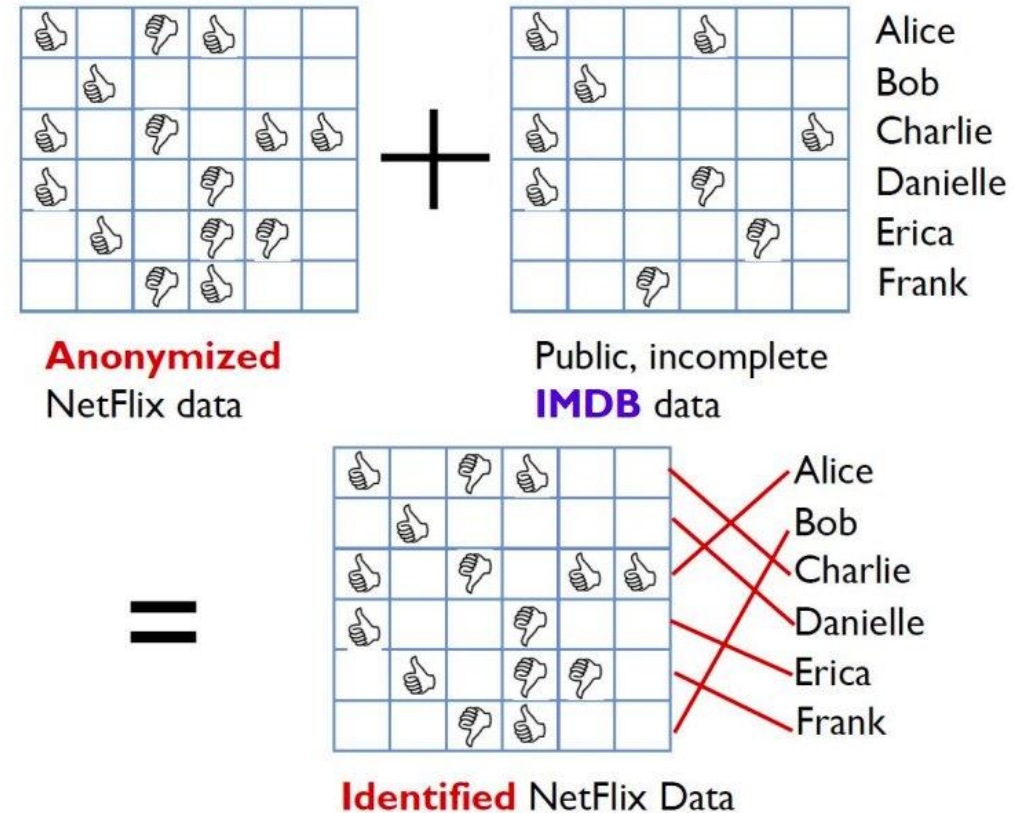 Alice
Bob
Charlie
Danielle
Erica
Frank
Anonymized
NetFlix data
Public, incomplete
IMDB data
Alice
Bob
Charlie
Danielle
Erica
Frank
Identified NetFlix Data